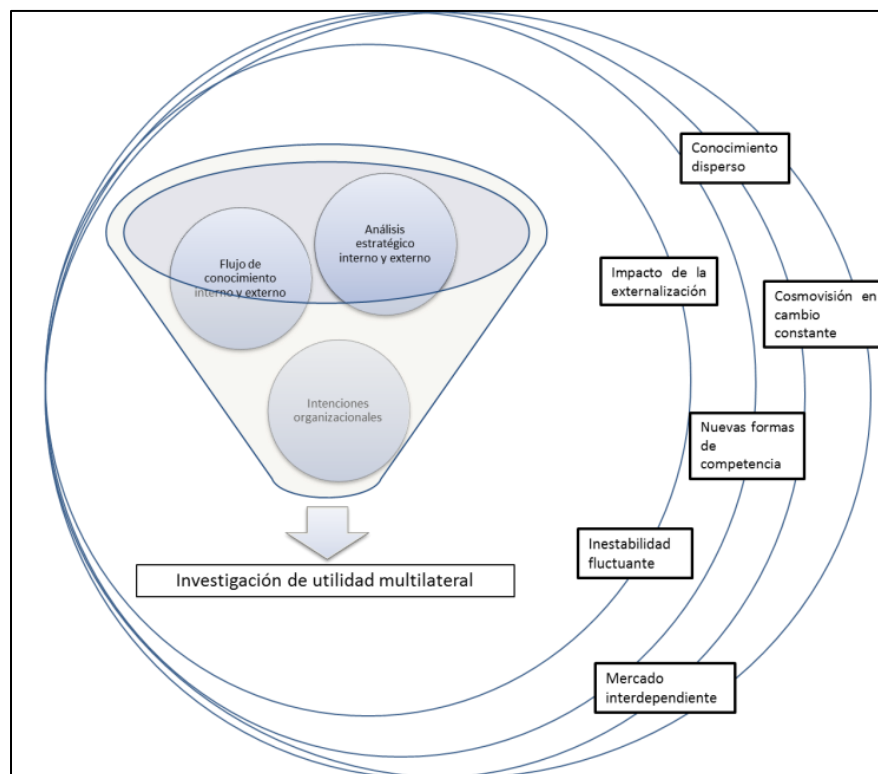 Análisis
estratégico
interno y externo
Flujo de
conocimiento
interno y externo
Intenciones
organizacionales
Investigación de utilidad multilateral
Conocimiento
disperso
Impacto de la
externalización
Cosmovisión en
cambio
constante
Nuevas formas
de
competencia
Inestabilidad
fluctuante
Mercado
interdependiente